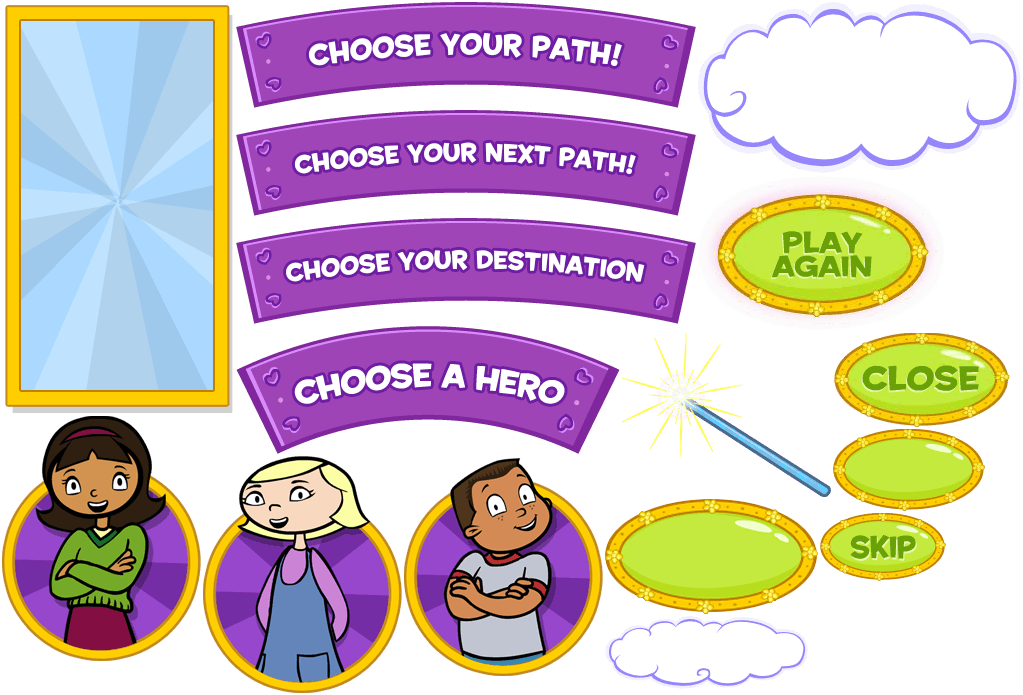 CHOOSE YOUR PATH!
CHOOSE YOUR NEXT PATH!
CHOOSE YOUR DESTINATION
CHOOSE A HERO
PLAY
AGAIN
CLOSE
SKIP